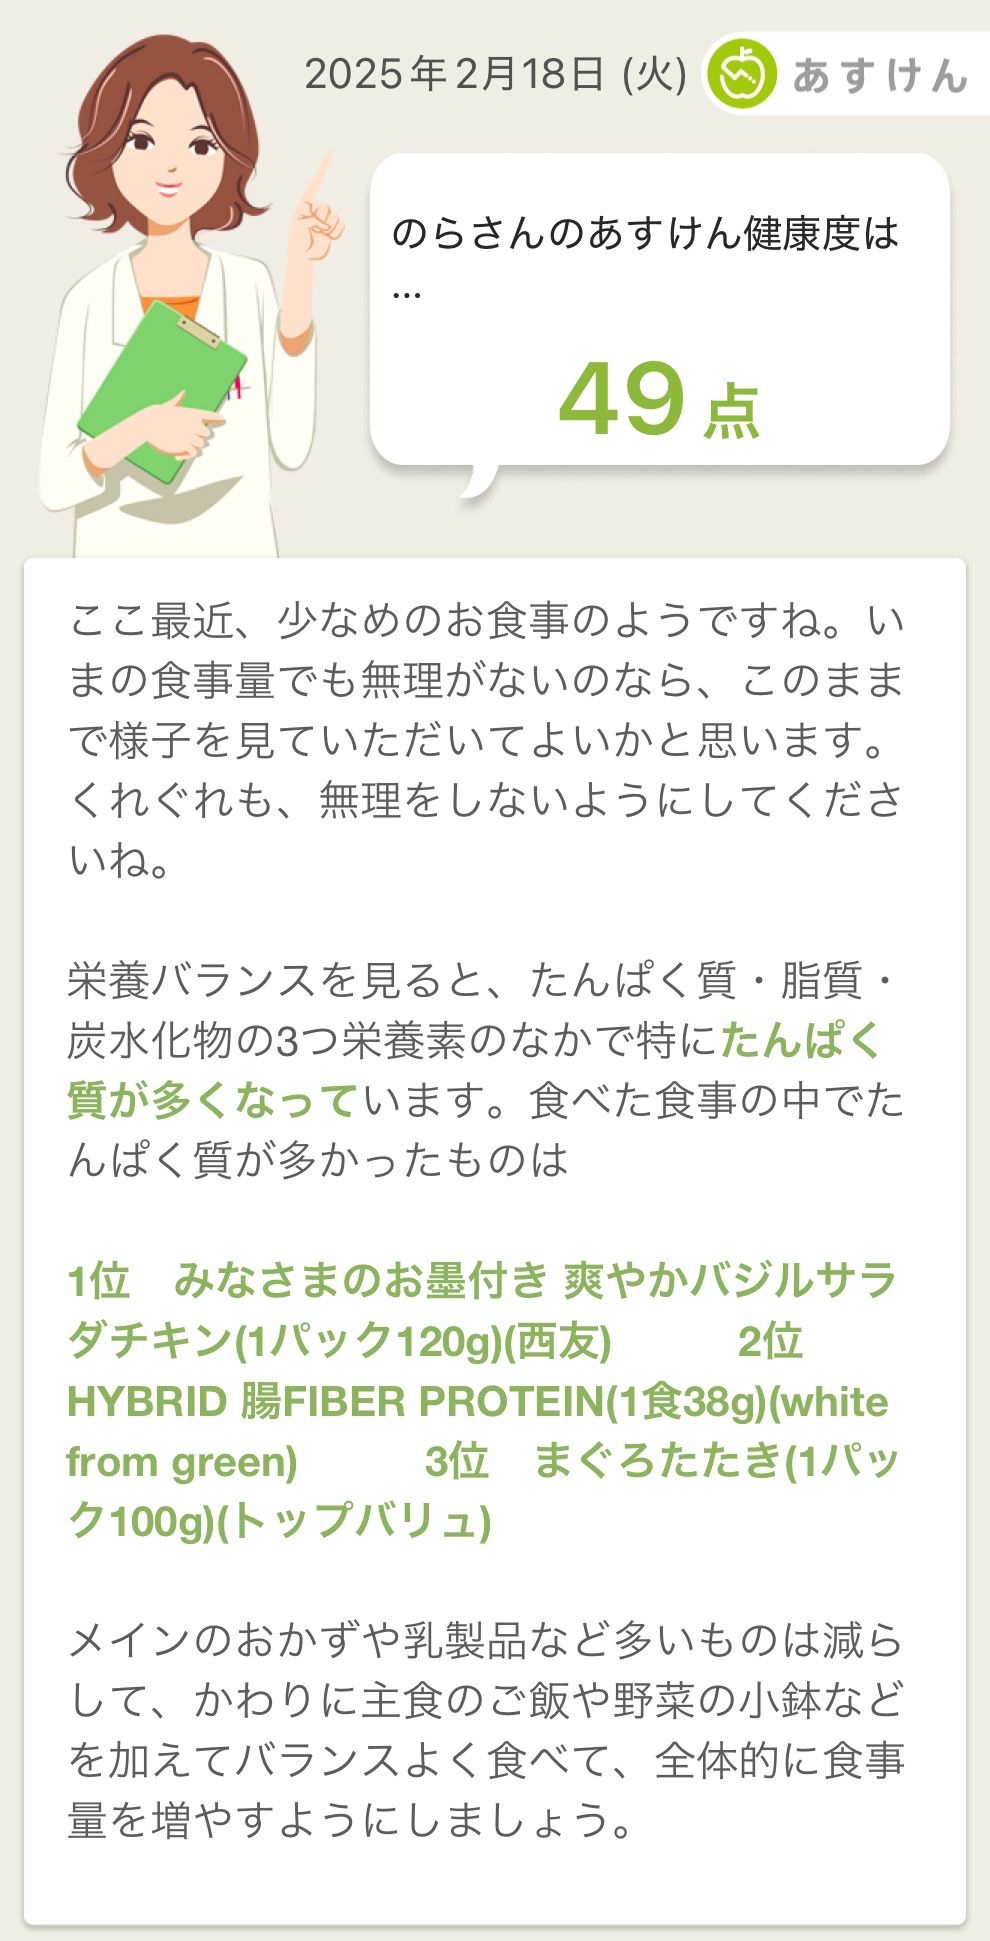 2025年2月18日 (火)
あすけん
のらさんのあすけん健康度は
...
49点
ここ最近、少なめのお食事のようですね。い
まの食事量でも無理がないのなら、このまま
で様子を見ていただいてよいかと思います。
くれぐれも、無理をしないようにしてくださ
いね。
栄養バランスを見ると、たんぱく質・脂質・
炭水化物の3つ栄養素のなかで特にたんぱく
質が多くなっています。食べた食事の中でた
んぱく質が多かったものは
1位　みなさまのお墨付き 爽やかバジルサラ
ダチキン(1パック120g)(西友)　　　2位
HYBRID 腸FIBER PROTEIN(1食38g)(white
from green)　　　3位　まぐろたたき(1パッ
ク100g)(トップバリュ)
メインのおかずや乳製品など多いものは減ら
して、かわりに主食のご飯や野菜の小鉢など
を加えてバランスよく食べて、全体的に食事
量を増やすようにしましょう。